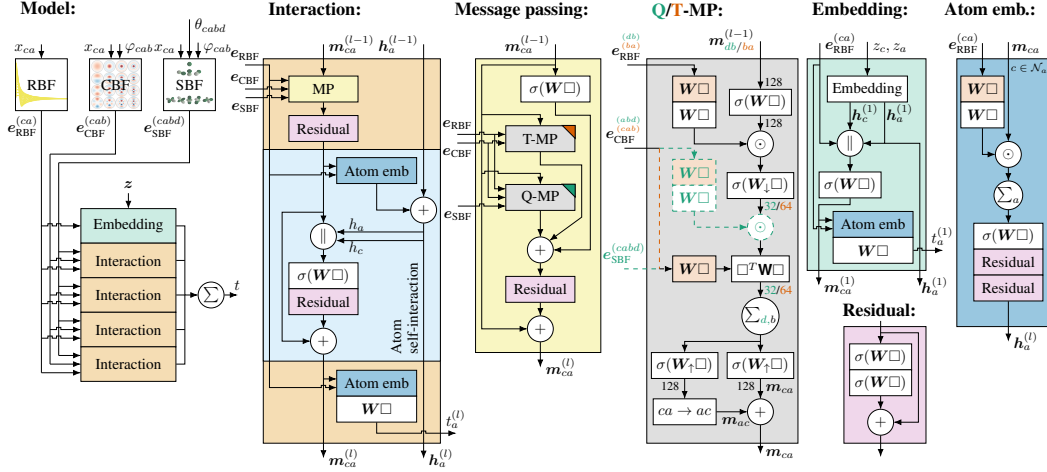 Model:
θ_cabd
x_ca
x_ca φ_cab
x_ca φ_cab
RBF
CBF
SBF
e_RBF^(ca)
e_CBF^(cab)
e_SBF^(cabd)
z
Embedding
Interaction
Interaction
Interaction
Interaction
∑
t
Interaction:
m_ca^(l−1) h_a^(l−1)
e_RBF
e_CBF
e_SBF
MP
Residual
Atom emb
+
h_a
∥
h_c
σ(W□)
Residual
+
Atom
self-interaction
Atom emb
W□
t_a^(l)
m_ca^(l) h_a^(l)
Message passing:
m_ca^(l−1)
σ(W□)
e_RBF
T-MP
e_CBF
Q-MP
e_SBF
+
Residual
+
m_ca^(l)
Q/T-MP:
e_RBF^(db)(ba)
m_db/ba^(l−1)
128
W□
W□
σ(W□)
128
⊙
e_CBF^(abd)(cab)
W□
W□
σ(W↓□)
32/64
⊙
e_SBF^(cabd)
W□
□^T W□
32/64
∑_d,b
σ(W↑□) σ(W↑□)
128 128
m_ca
ca → ac
m_ac
+
m_ca
Embedding:
e_RBF^(ca)
z_c, z_a
Embedding
h_c^(1) h_a^(1)
∥
σ(W□)
Atom emb
W□
t_a^(1)
m_ca^(1) h_a^(1)
Residual:
σ(W□)
σ(W□)
+
Atom emb.:
e_RBF^(ca)
m_ca
c ∈ N_a
W□
W□
⊙
∑_a
σ(W□)
Residual
Residual
h_a^(l)